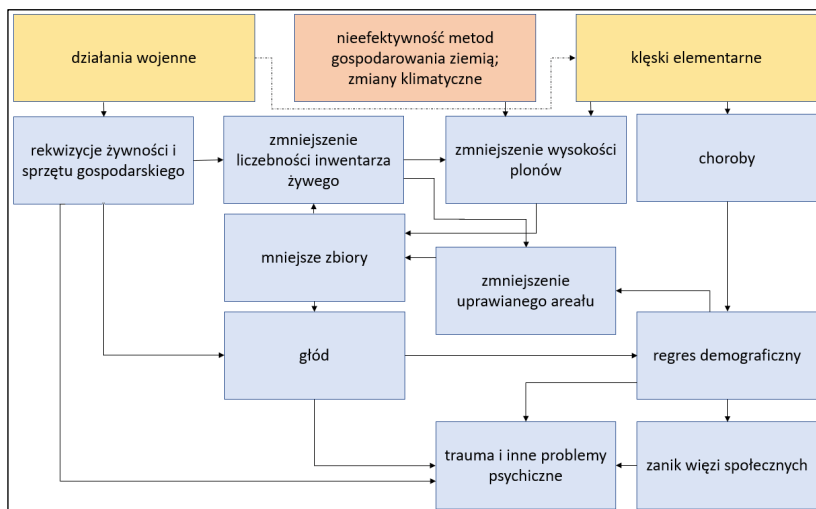 działania wojenne
nieefektywność metod
gospodarowania ziemią;
zmiany klimatyczne
klęski elementarne
rekwizycje żywności i
sprzętu gospodarskiego
zmniejszenie
liczebności inwentarza
żywego
zmniejszenie wysokości
plonów
choroby
mniejsze zbiory
zmniejszenie
uprawianego areału
głód
regres demograficzny
trauma i inne problemy
psychiczne
zanik więzi społecznych